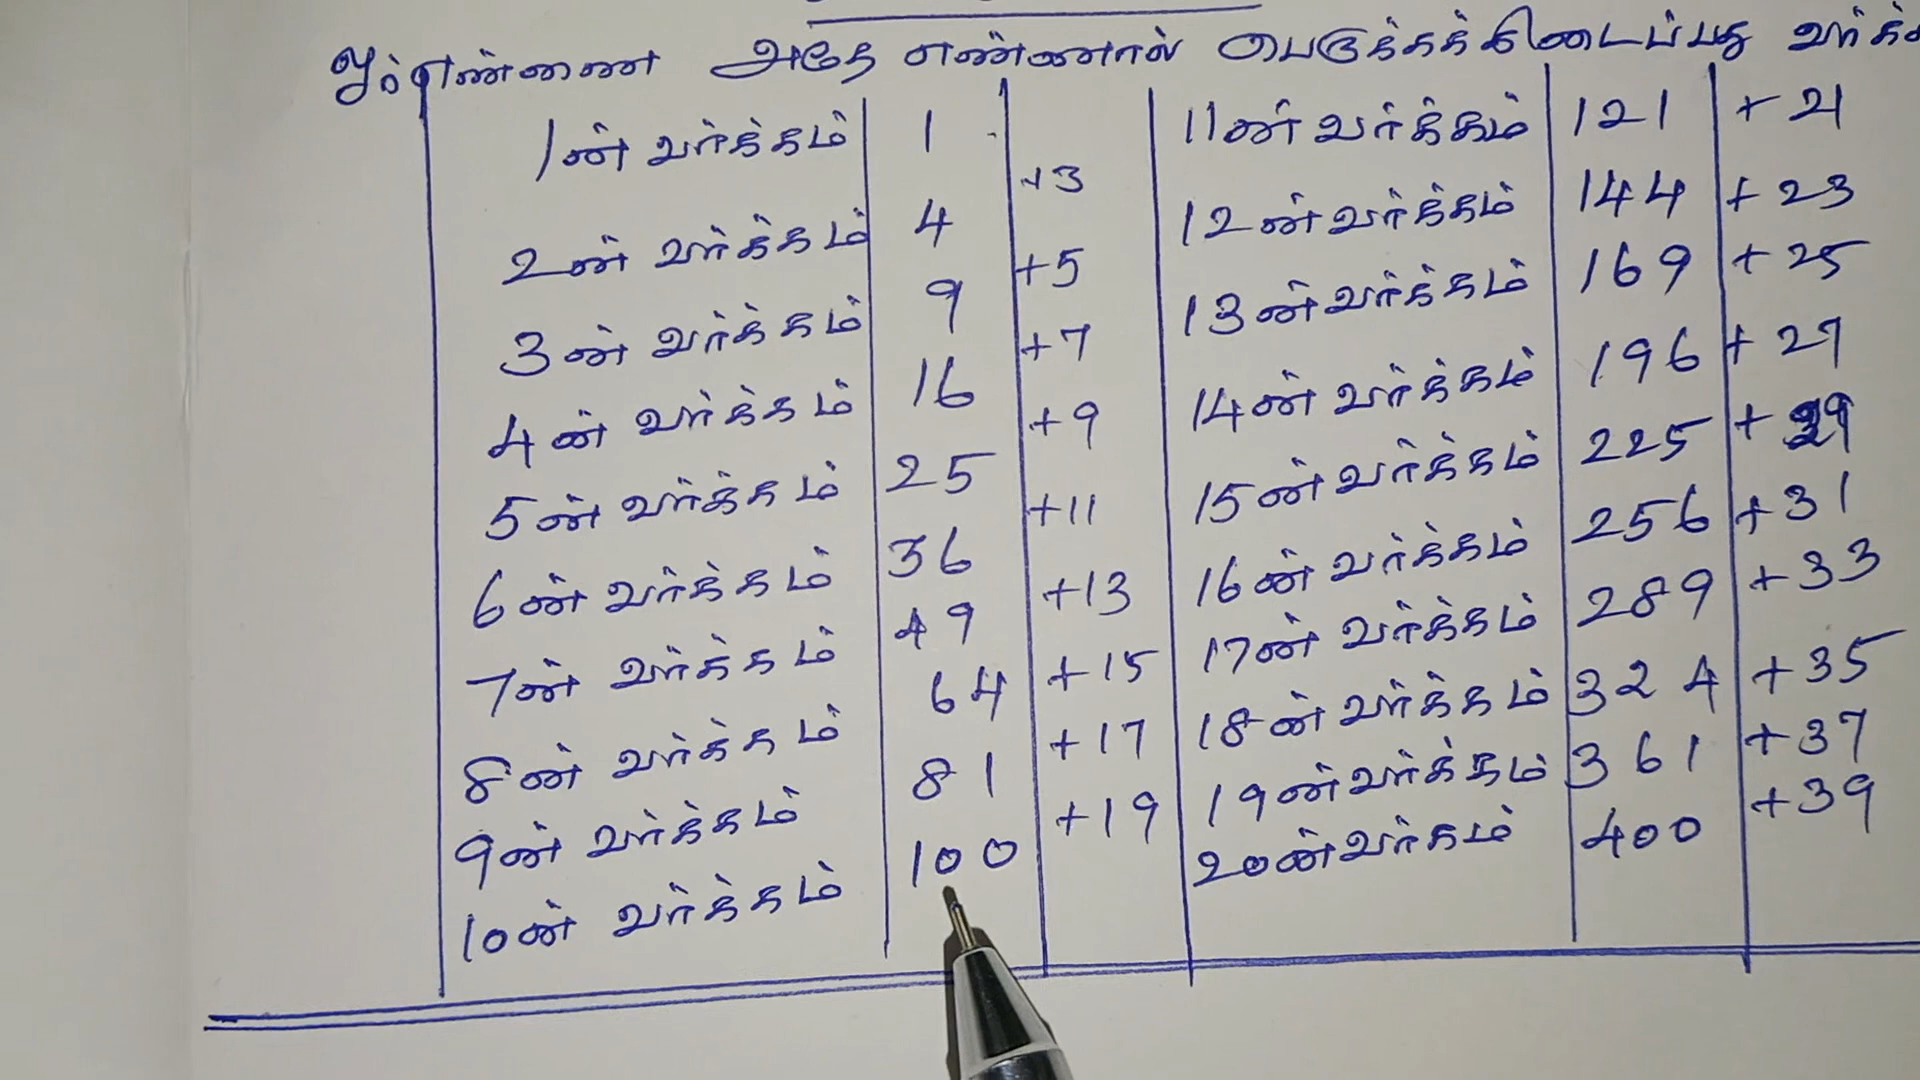 ஓர் எண்ணை அதே எண்ணால் பெருக்கக்கிடைப்பது வர்க்க
1ன் வர்க்கம் 1
+3
2ன் வர்க்கம் 4
+5
3ன் வர்க்கம் 9
+7
4ன் வர்க்கம் 16
+9
5ன் வர்க்கம் 25
+11
6ன் வர்க்கம் 36
+13
7ன் வர்க்கம் 49
+15
8ன் வர்க்கம் 64
+17
9ன் வர்க்கம் 81
+19
10ன் வர்க்கம் 100
11ன் வர்க்கம் 121 +21
12ன் வர்க்கம் 144 +23
13ன் வர்க்கம் 169 +25
14ன் வர்க்கம் 196 +27
15ன் வர்க்கம் 225 +29
16ன் வர்க்கம் 256 +31
17ன் வர்க்கம் 289 +33
18ன் வர்க்கம் 324 +35
19ன் வர்க்கம் 361 +37
20ன் வர்கம் 400 +39